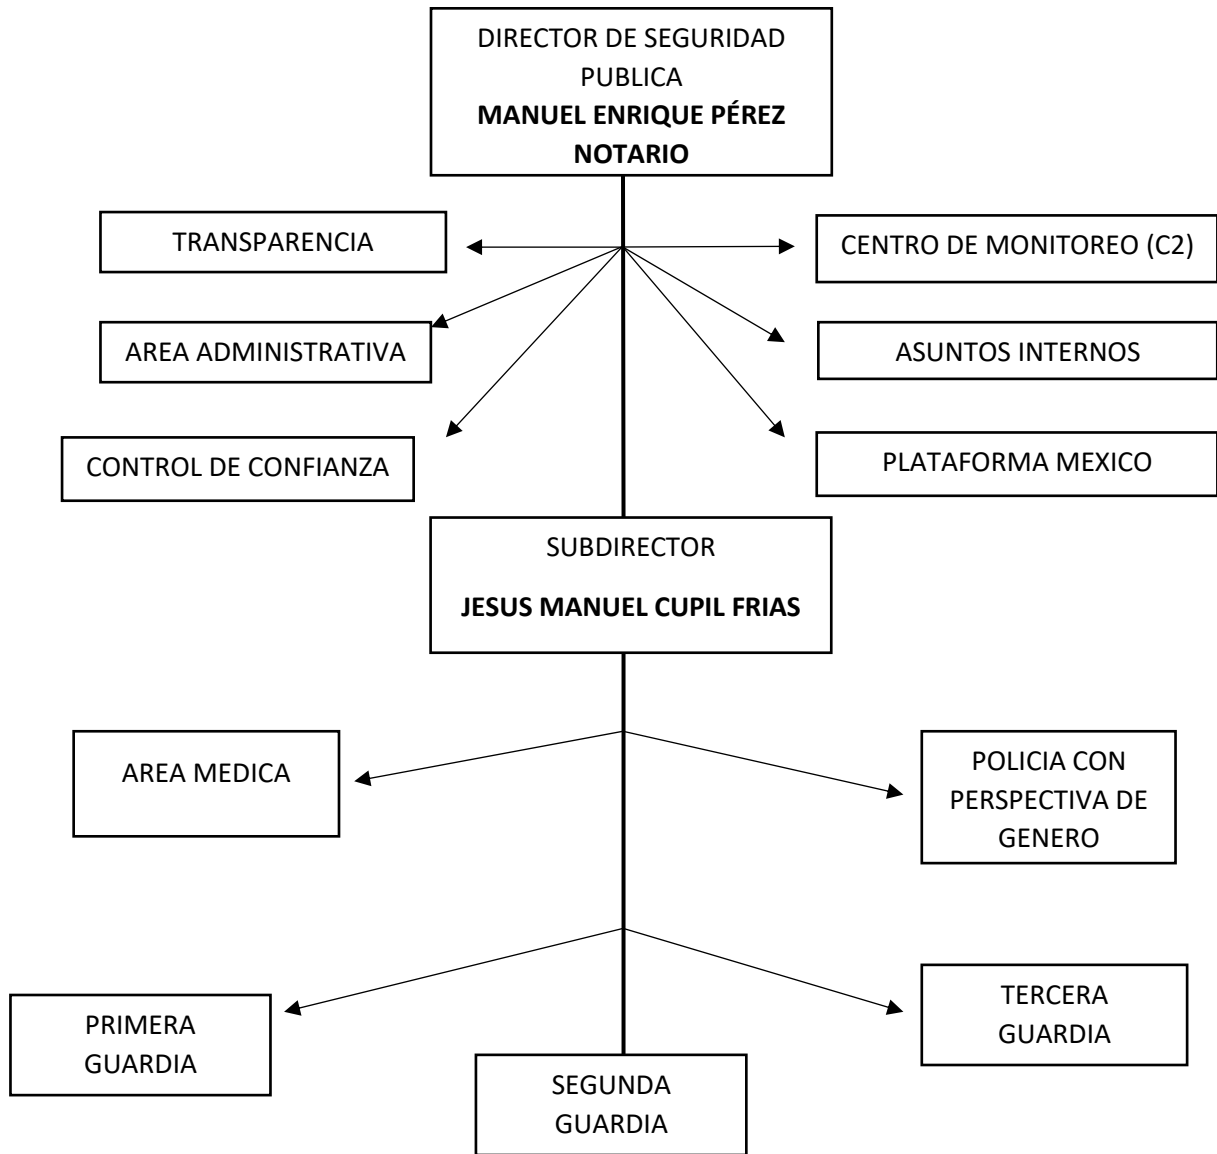 DIRECTOR DE SEGURIDAD
PUBLICA
MANUEL ENRIQUE PÉREZ
NOTARIO
TRANSPARENCIA
CENTRO DE MONITOREO (C2)
AREA ADMINISTRATIVA
ASUNTOS INTERNOS
CONTROL DE CONFIANZA
PLATAFORMA MEXICO
SUBDIRECTOR
JESUS MANUEL CUPIL FRIAS
AREA MEDICA
POLICIA CON
PERSPECTIVA DE
GENERO
PRIMERA
GUARDIA
SEGUNDA
GUARDIA
TERCERA
GUARDIA